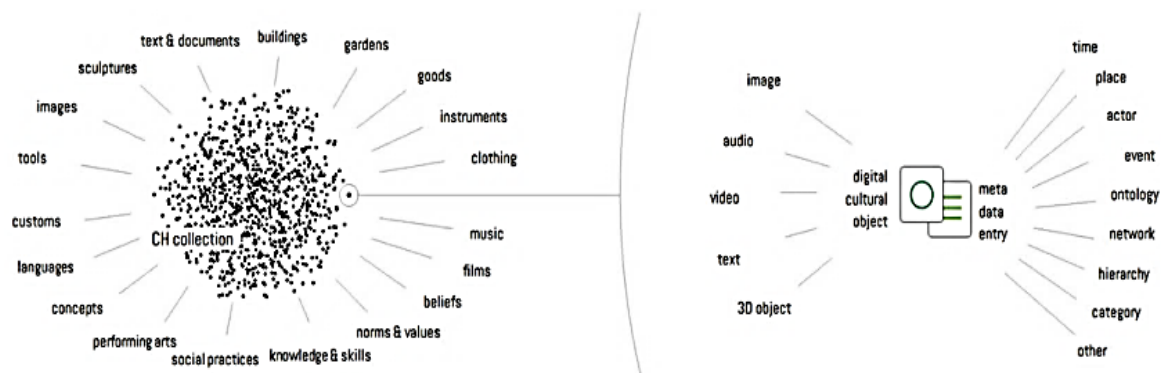 buildings
text & documents
gardens
sculptures
goods
images
instruments
tools
clothing
customs
CH collection
music
languages
films
concepts
beliefs
performing arts
norms & values
social practices
knowledge & skills
image
audio
video
text
3D object
digital
cultural
object
meta
data
entry
time
place
actor
event
ontology
network
hierarchy
category
other